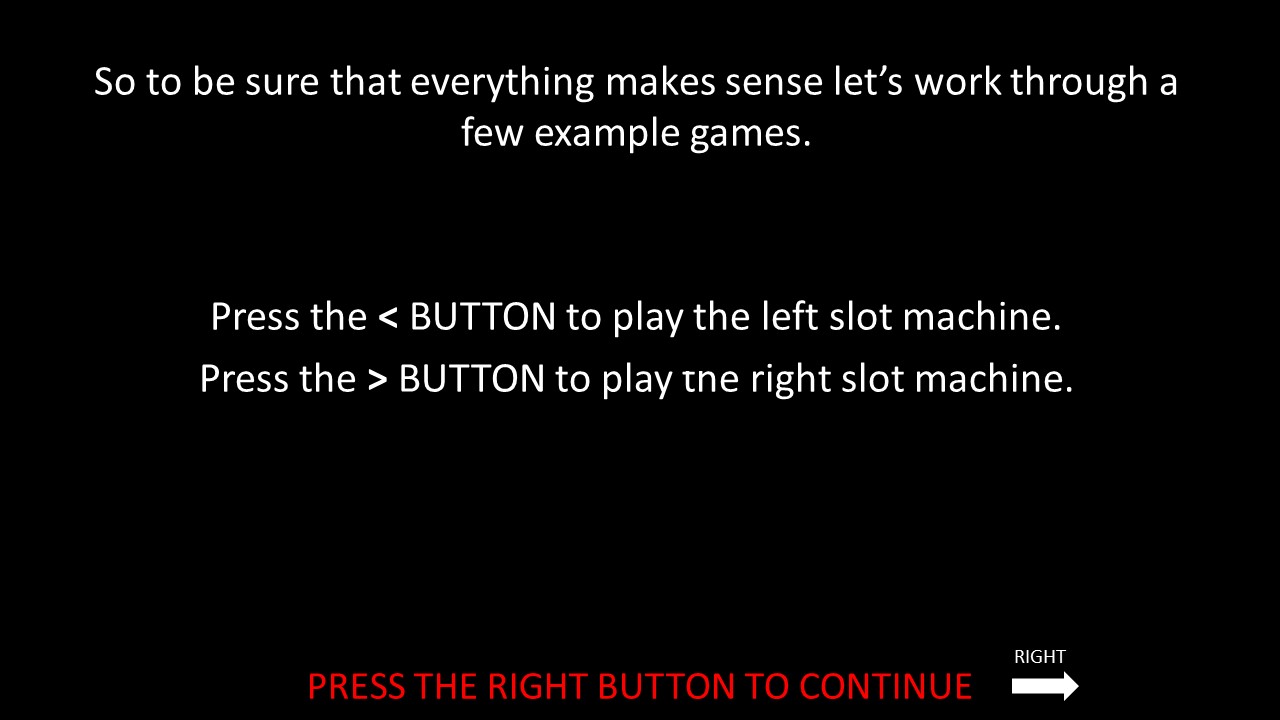 So to be sure that everything makes sense let’s work through a
few example games.
Press the < BUTTON to play the left slot machine.
Press the > BUTTON to play the right slot machine.
RIGHT
PRESS THE RIGHT BUTTON TO CONTINUE